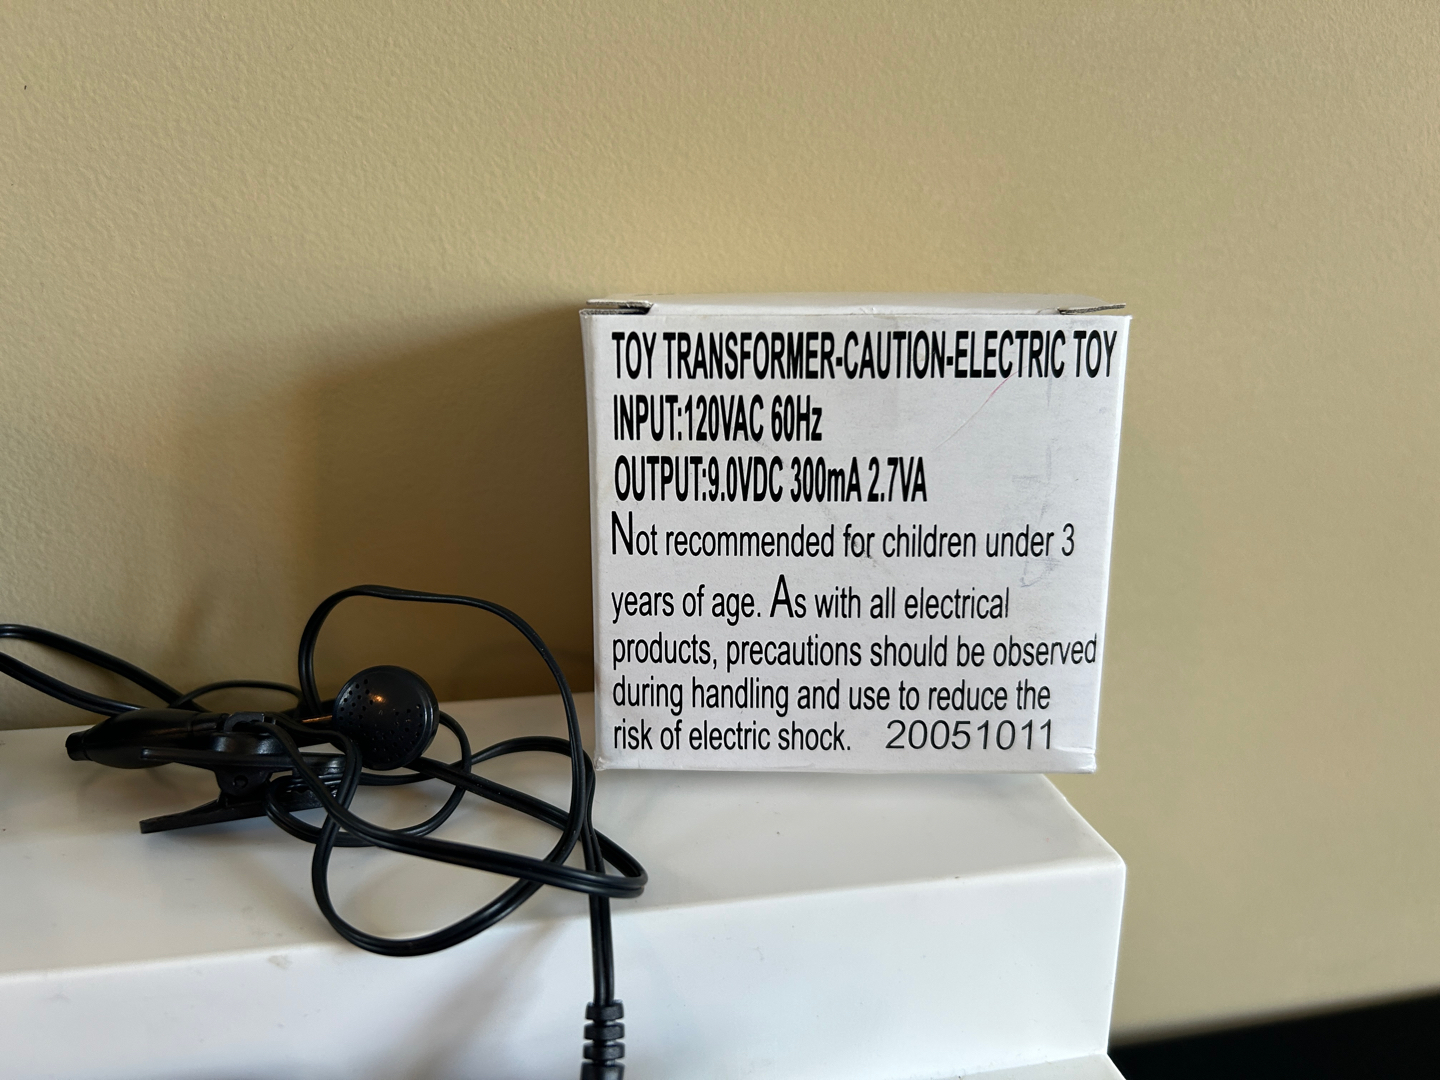 TOY TRANSFORMER-CAUTION-ELECTRIC TOY
INPUT:120VAC 60Hz
OUTPUT:9.0VDC 300mA 2.7VA
Not recommended for children under 3
years of age. As with all electrical
products, precautions should be observed
during handling and use to reduce the
risk of electric shock. 20051011